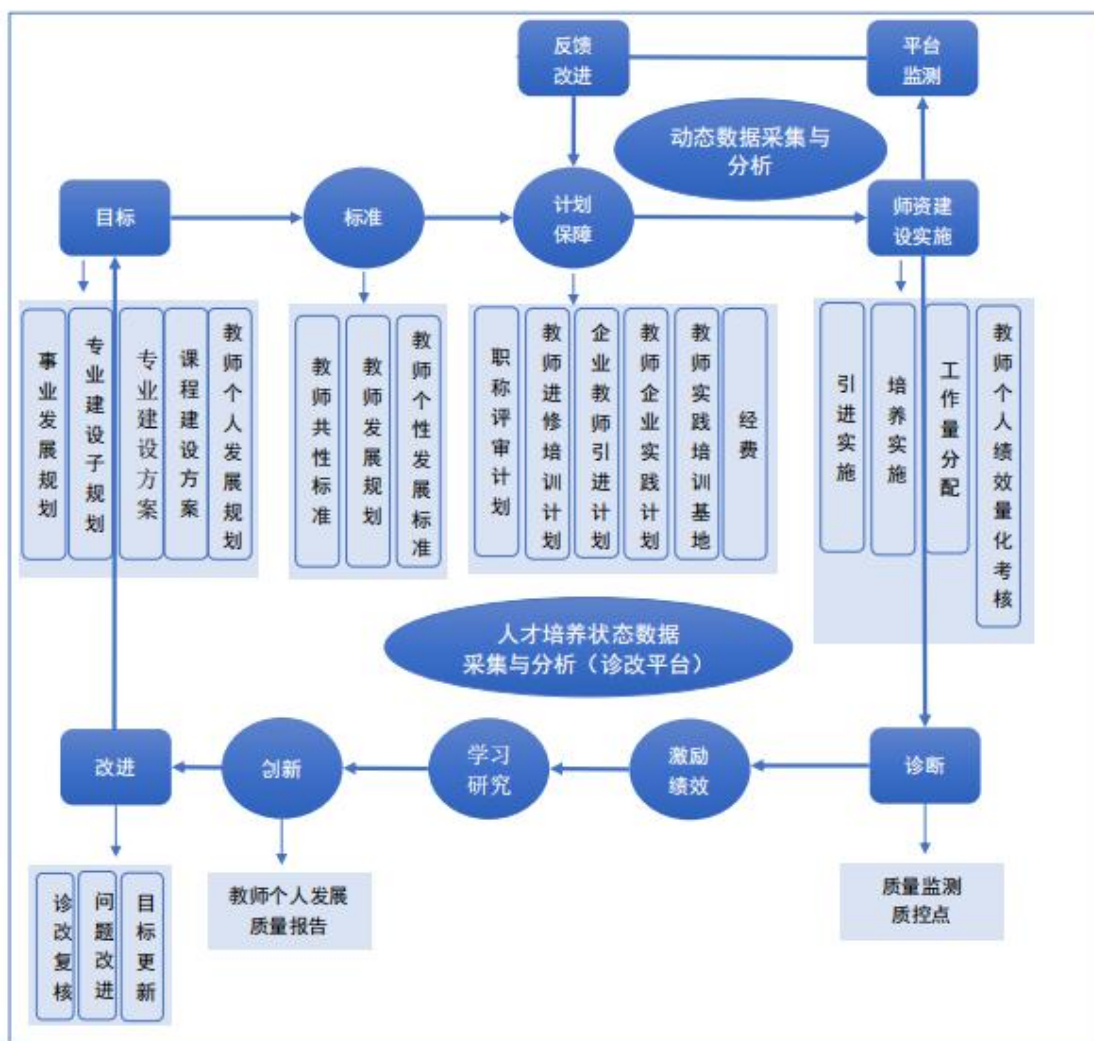 反馈
改进
平台
监测
动态数据采集与
分析
目标
标准
计划
保障
师资建
设实施
事业发展规划
专业建设子规划
专业建设方案
课程建设方案
教师个人发展规划
教师共性标准
教师发展规划
教师个性发展标准
职称评审计划
教师进修培训计划
企业教师引进计划
教师企业实践计划
教师实践培训基地
经费
引进实施
培养实施
工作量分配
教师个人绩效量化考核
人才培养状态数据
采集与分析（诊改平台）
改进
创新
学习
研究
激励
绩效
诊断
诊改复核
问题改进
目标更新
教师个人发展
质量报告
质量监测
质控点